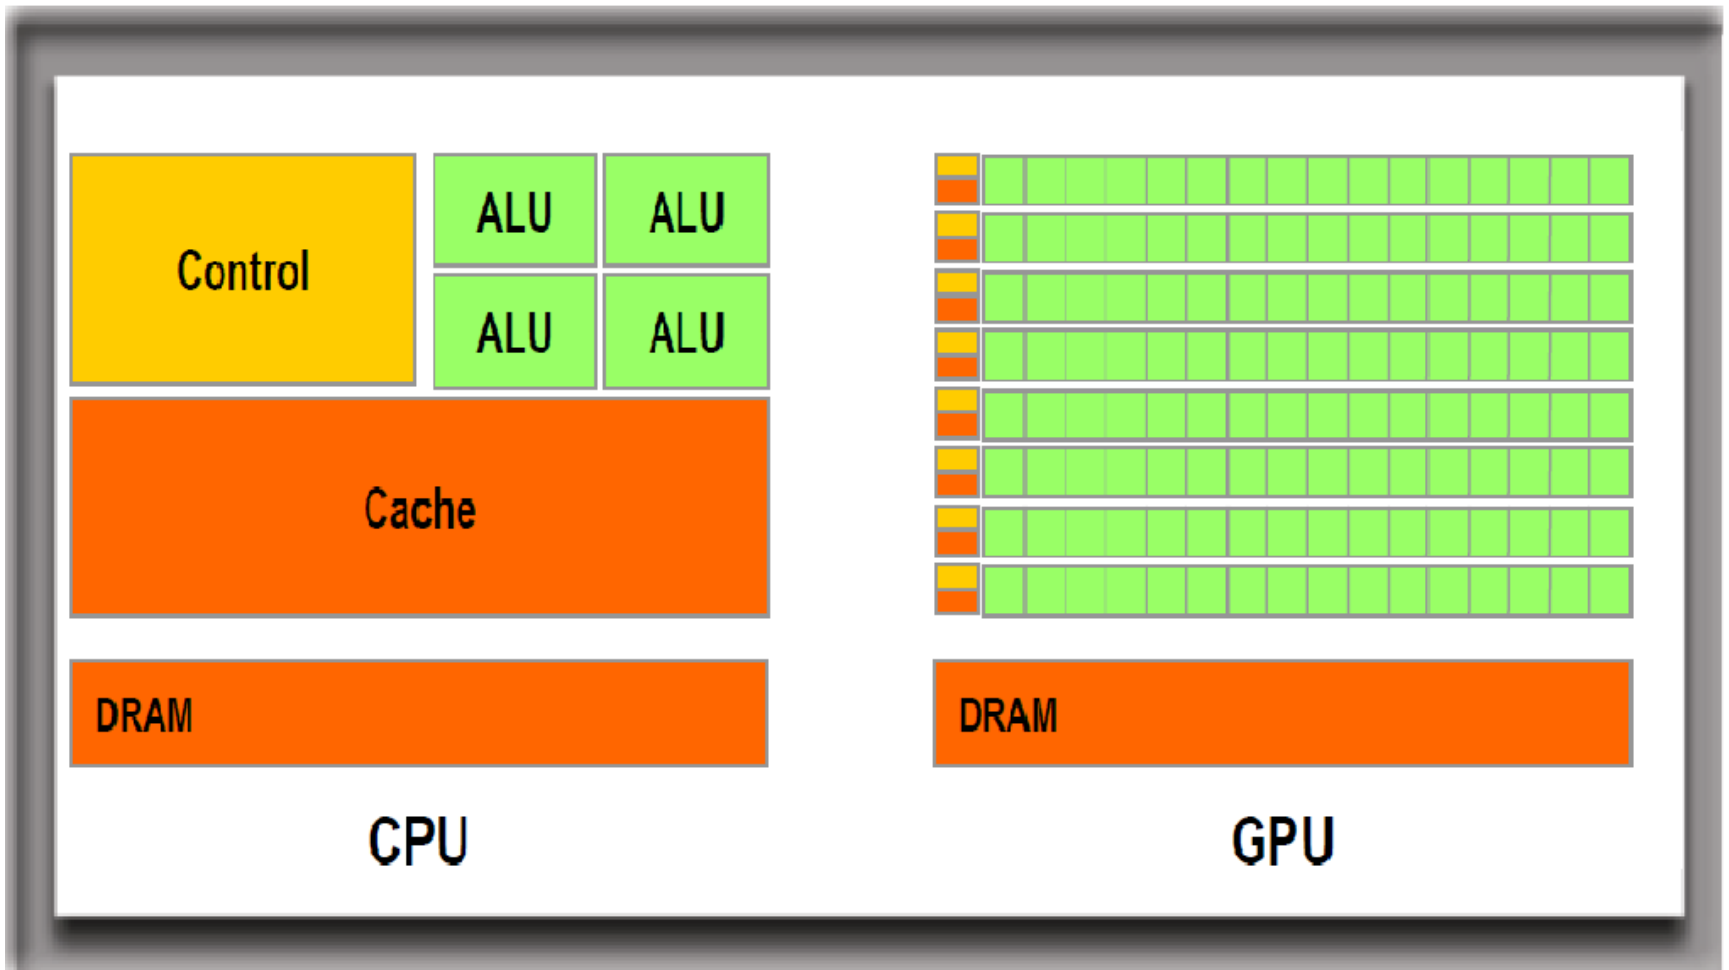 Control
ALU ALU
ALU ALU
Cache
DRAM
CPU
DRAM
GPU